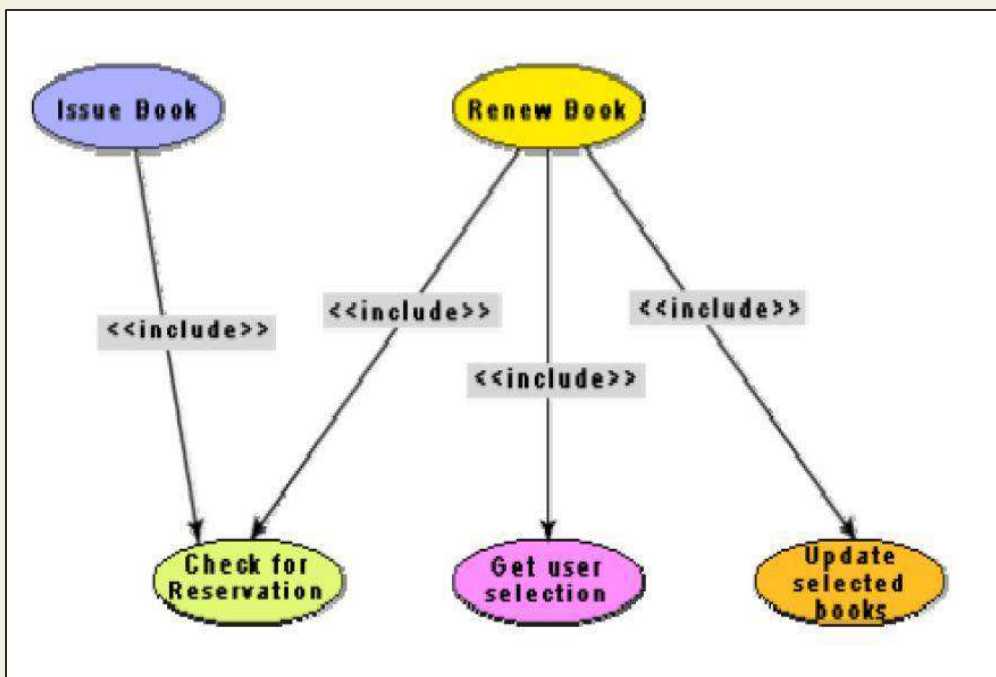 Issue Book
Renew Book
<<include>>
<<include>>
<<include>>
<<include>>
Check for
Reservation
Get user
selection
Update
selected
books